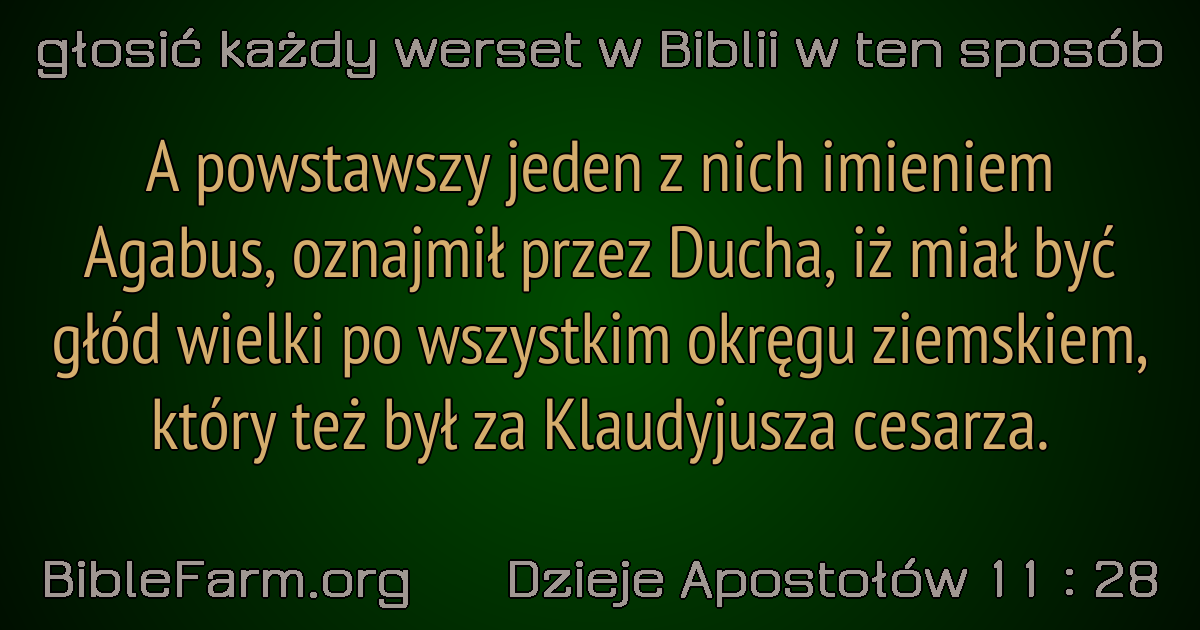 głosić każdy werset w Biblii w ten sposób
A powstawszy jeden z nich imieniem
Agabus, oznajmił przez Ducha, iż miał być
głód wielki po wszystkim okręgu ziemskiem,
który też był za Klaudyjusza cesarza.
BibleFarm.org Dzieje Apostołów 11 : 28